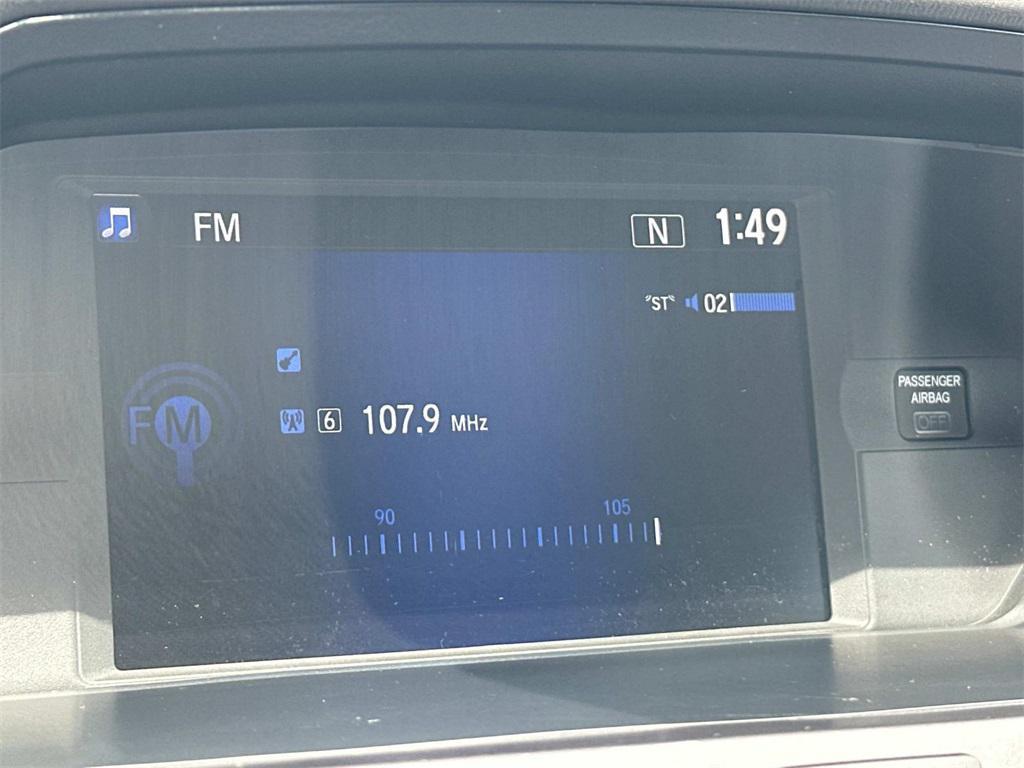 FM N 1:49
ST 02
FM
6 107.9 MHz
90 105
PASSENGER
AIRBAG
OFF